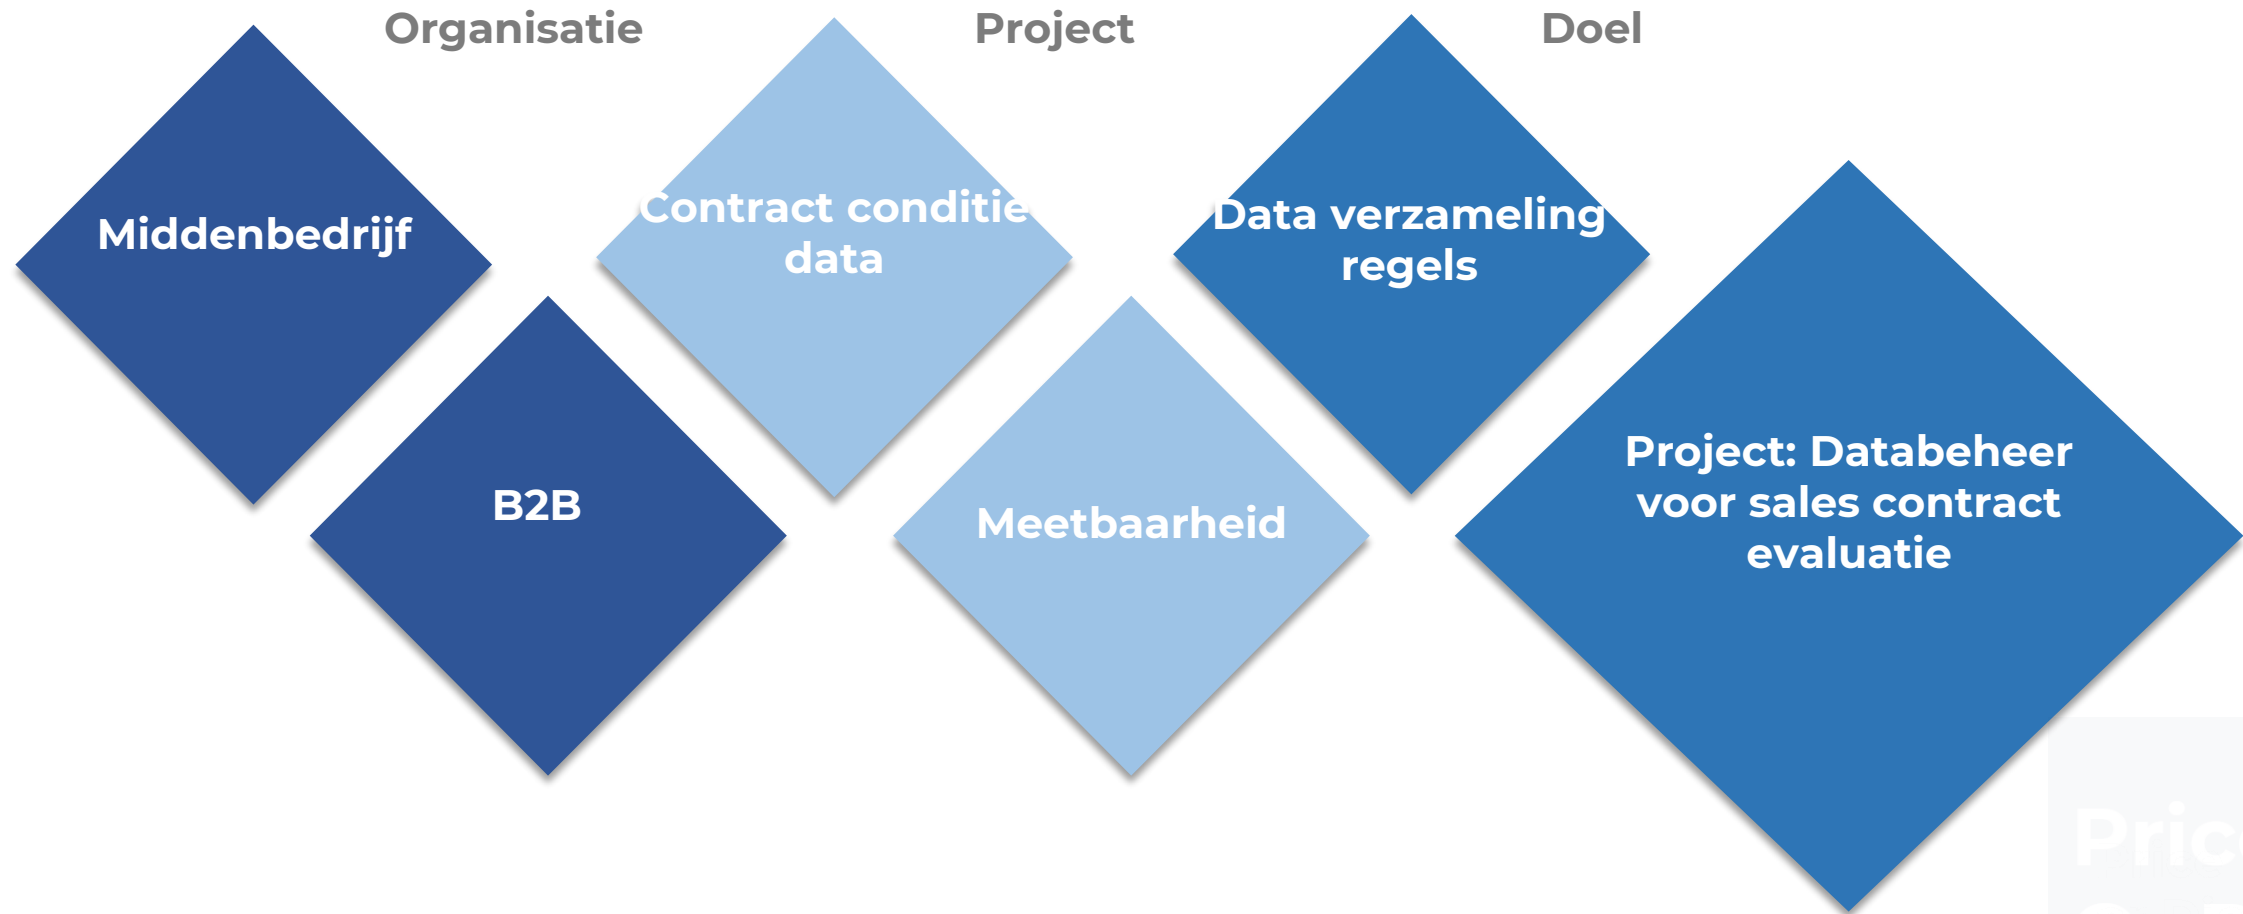 Organisatie
Project
Doel
Middenbedrijf
B2B
Contract conditie
data
Meetbaarheid
Data verzameling
regels
Project: Databeheer
voor sales contract
evaluatie